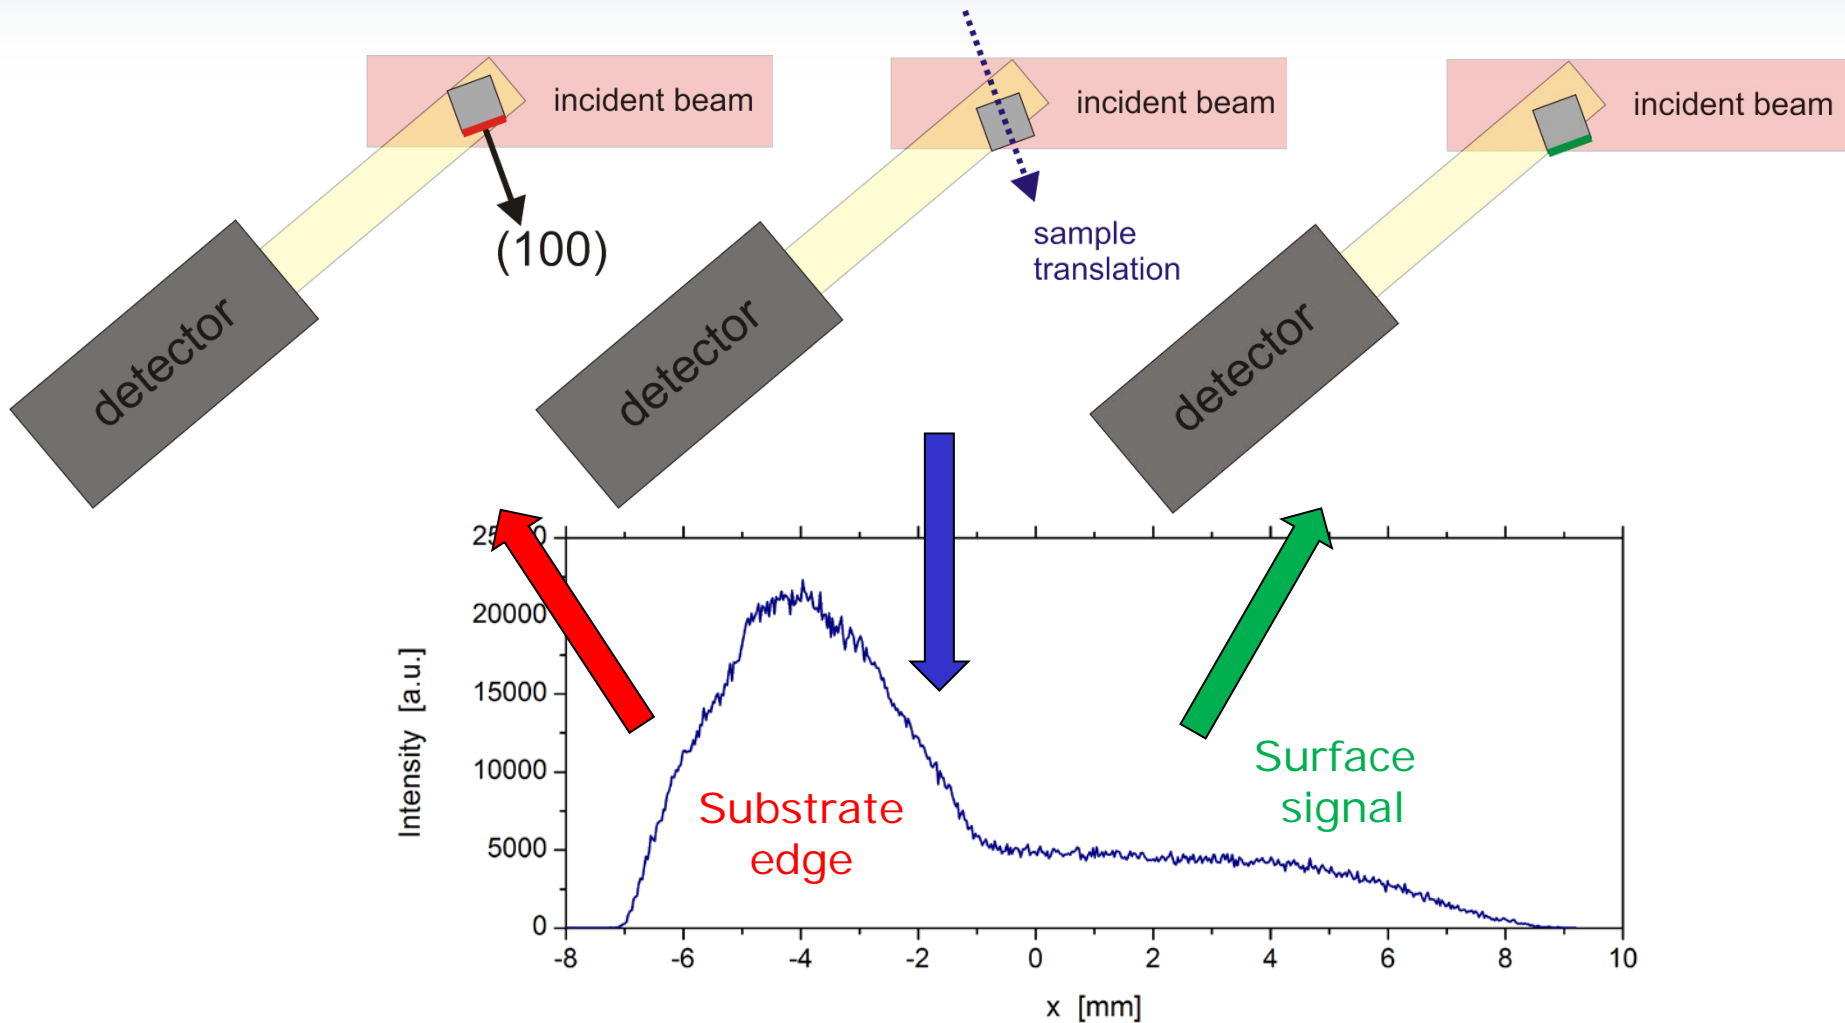 incident beam
incident beam
incident beam
(100)
sample
translation
detector
detector
detector
20000
15000
10000
5000
0
Intensity [a.u.]
Substrate
edge
Surface
signal
-8 -6 -4 -2 0 2 4 6 8 10
x [mm]